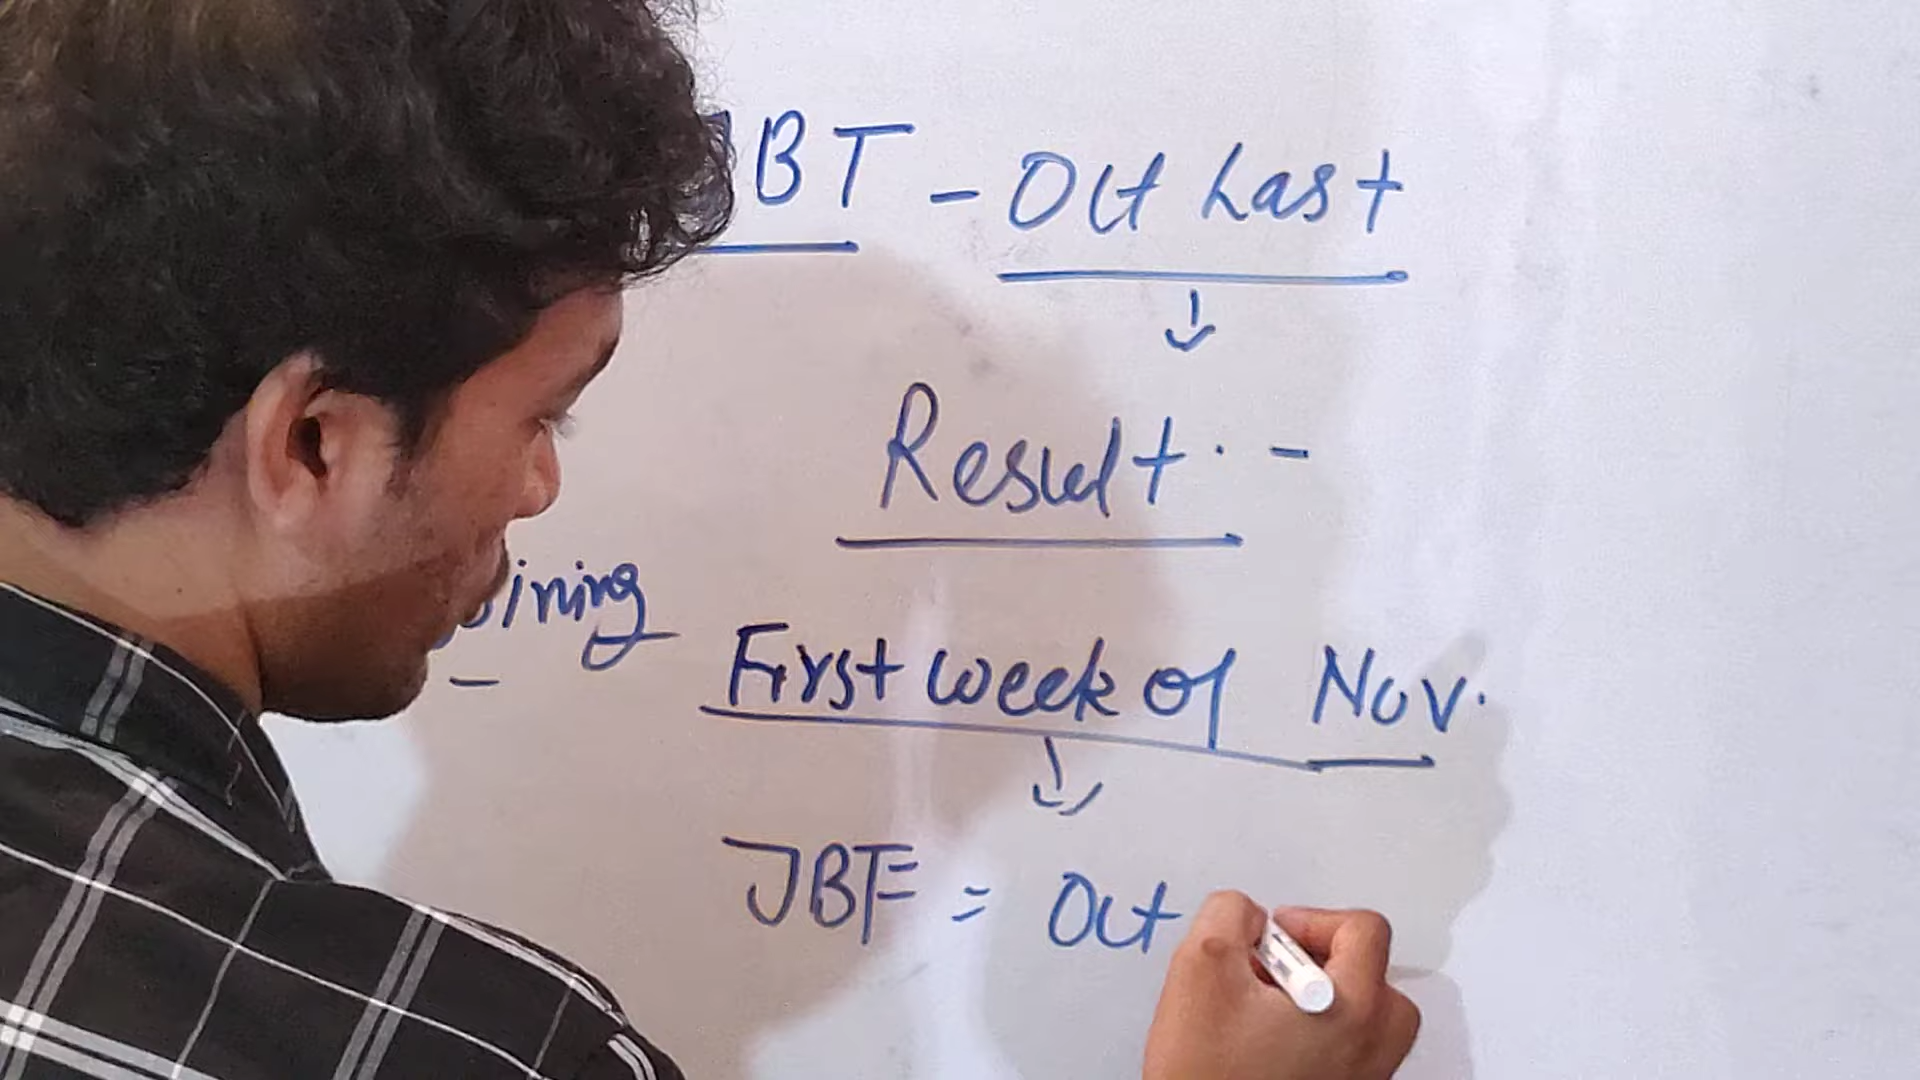 BT - Oct Last
Result. -
ining
First week of Nov.
JBT = Oct